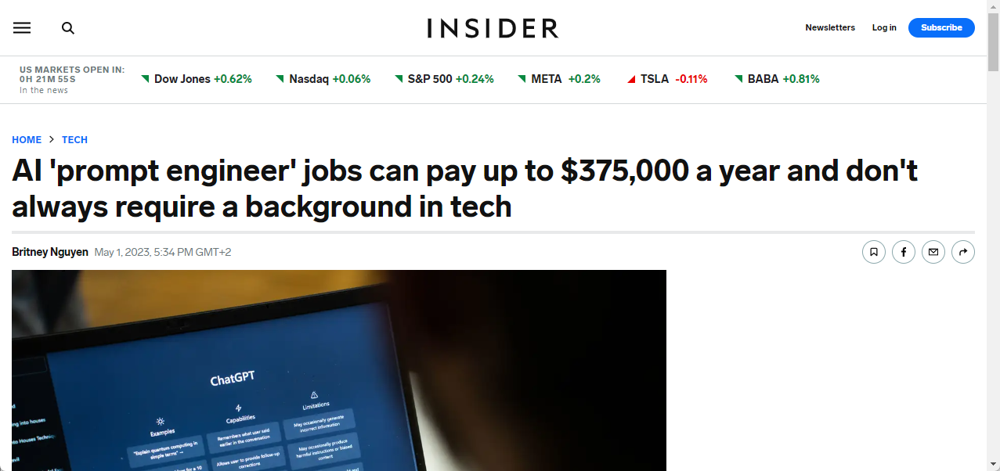 INSIDER
Newsletters Log in Subscribe
US MARKETS OPEN IN:
0H 21M 55S
In the news
Dow Jones +0.62% Nasdaq +0.06% S&P 500 +0.24% META +0.2% TSLA -0.11% BABA +0.81%
HOME > TECH
AI 'prompt engineer' jobs can pay up to $375,000 a year and don't
always require a background in tech
Britney Nguyen May 1, 2023, 5:34 PM GMT+2
ChatGPT
Examples
Capabilities
Limitations
"Explain quantum computing in
simple terms" →
Remembers what user said
earlier in the conversation
May occasionally generate
incorrect information
Allows user to provide follow-up
corrections
May occasionally produce
harmful instructions or biased
content